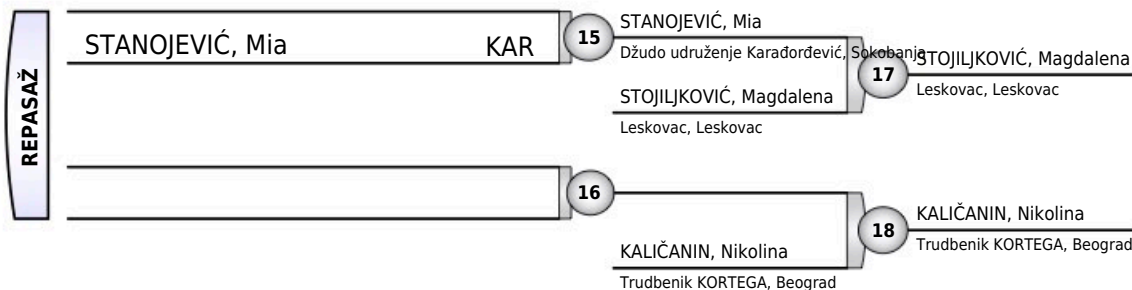 REPASAŽ
STANOJEVIĆ, Mia KAR
15
STANOJEVIĆ, Mia
Džudo udruženje Karađorđević, Sokobanja
STOJILJKOVIĆ, Magdalena
Leskovac, Leskovac
17
STOJILJKOVIĆ, Magdalena
Leskovac, Leskovac
16
KALIČANIN, Nikolina
Trudbenik KORTEGA, Beograd
18
KALIČANIN, Nikolina
Trudbenik KORTEGA, Beograd